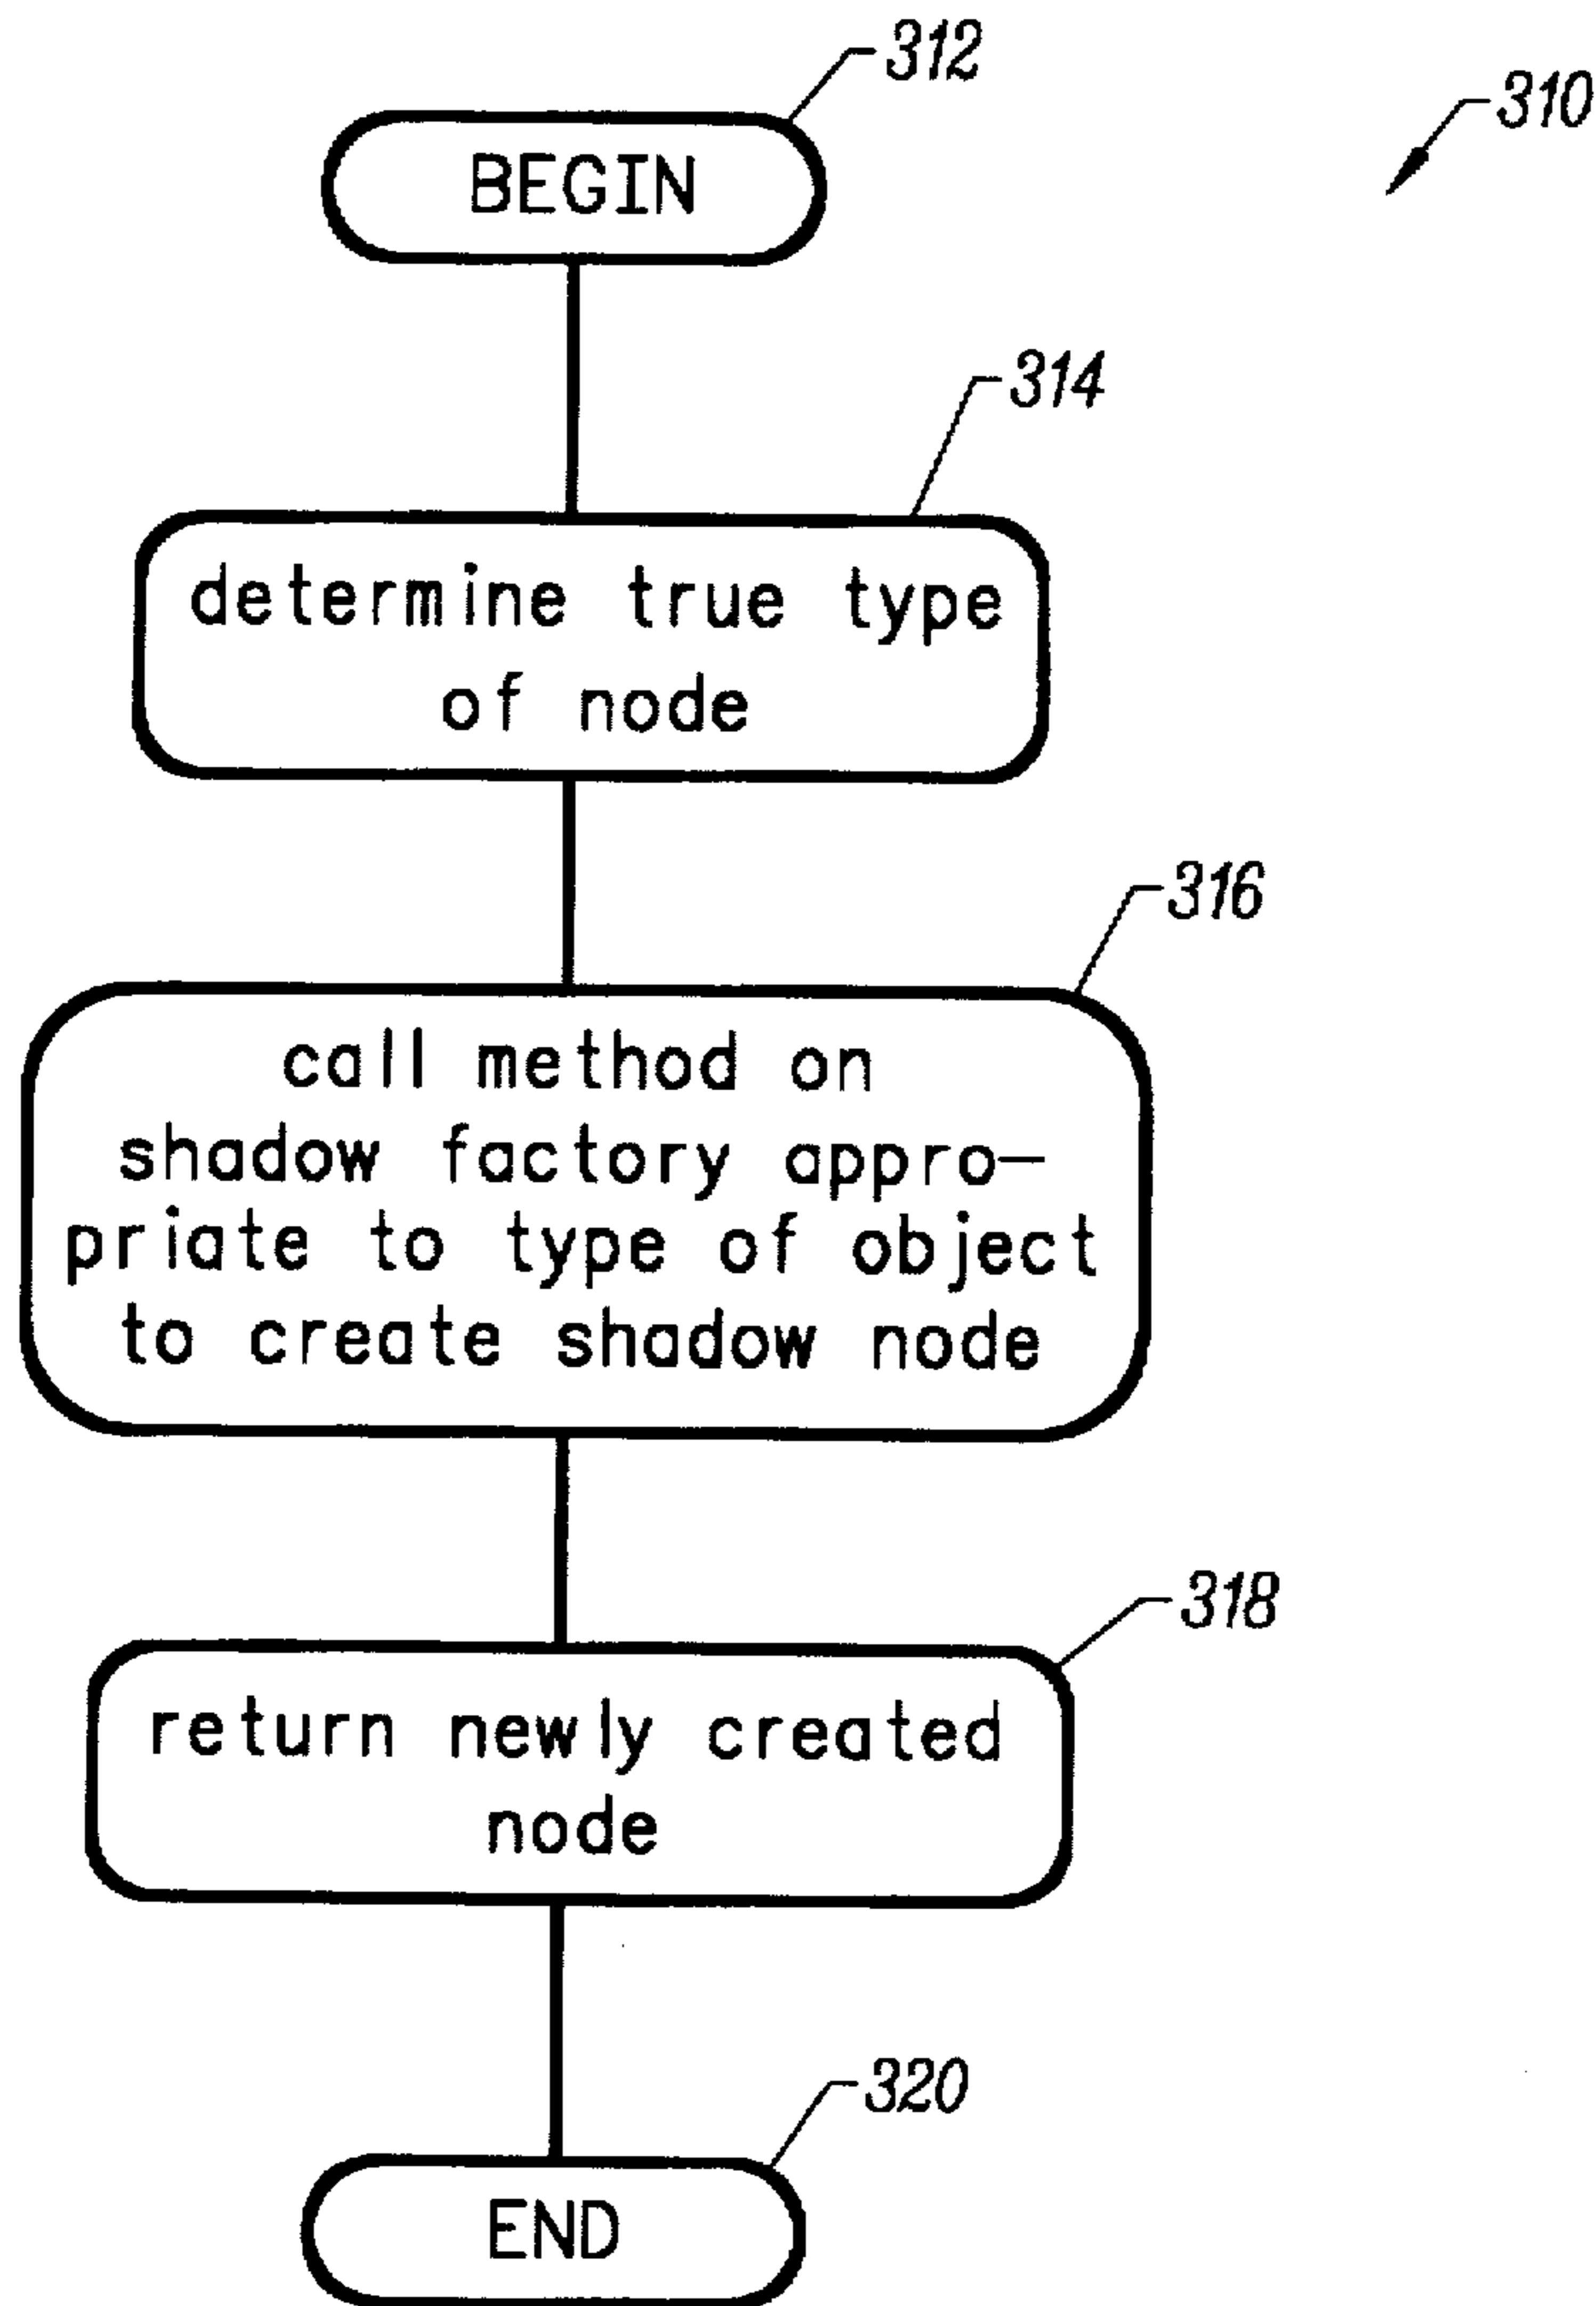 312
310
BEGIN
314
determine true type
of node
316
call method on
shadow factory appro-
priate to type of object
to create shadow node
318
return newly created
node
320
END